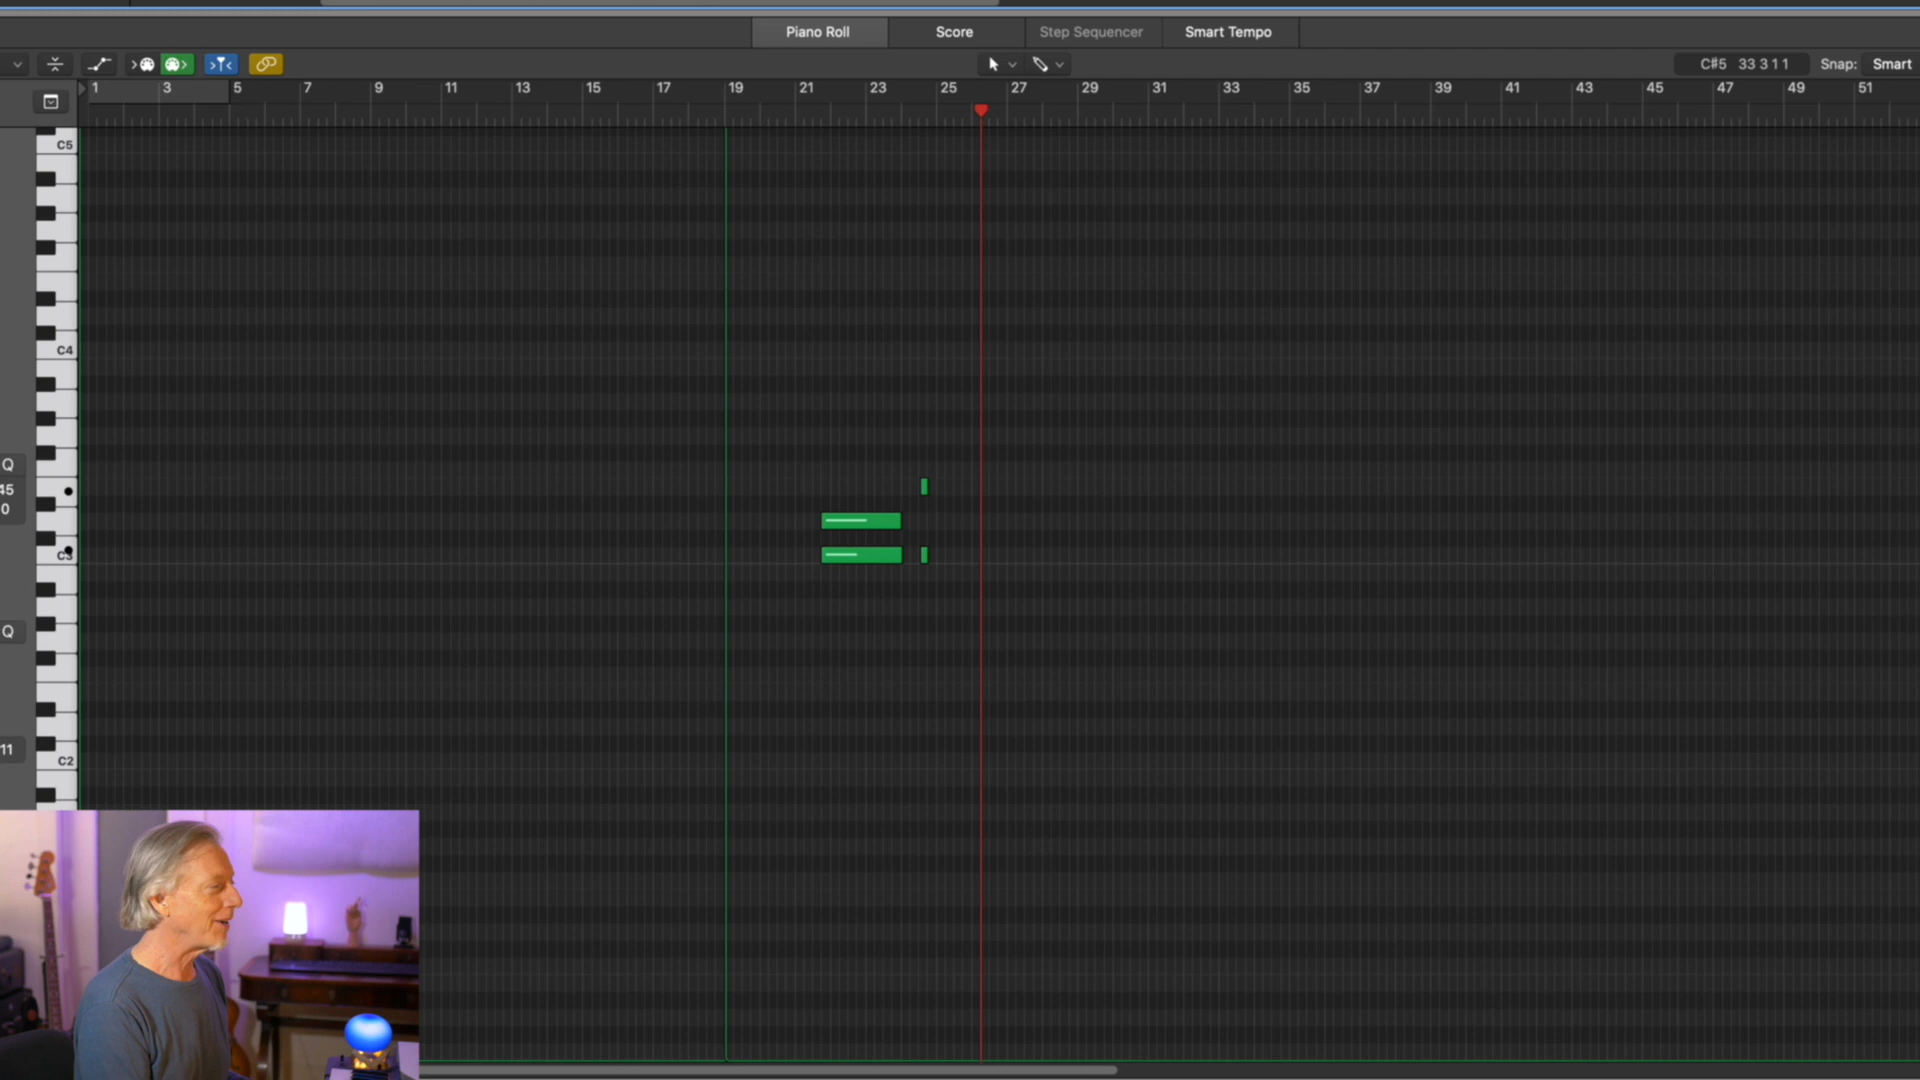 Piano Roll Score Step Sequencer Smart Tempo
C#5 33 3 1 1 Snap: Smart
1 3 5 7 9 11 13 15 17 19 21 23 25 27 29 31 33 35 37 39 41 43 45 47 49 51
C5
C4
Q
45
0
C3
Q
11
C2